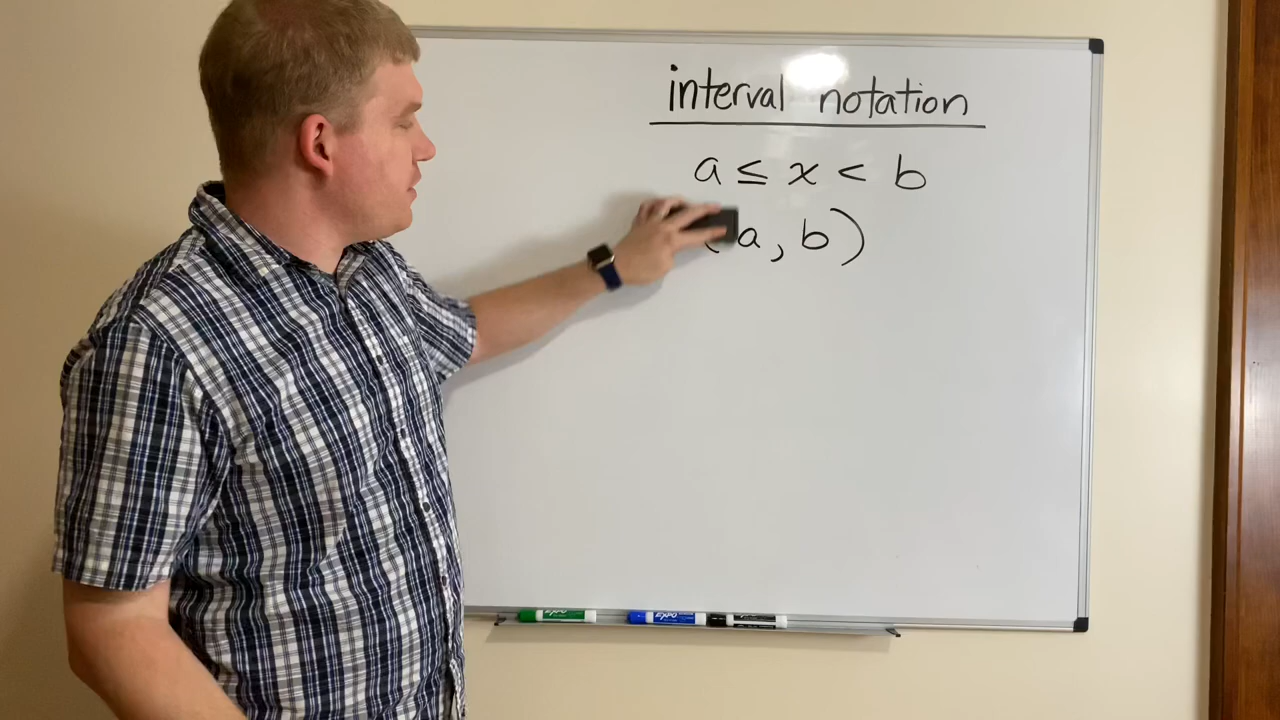 interval notation
a ≤ x < b
(a, b)
EXPO EXPO